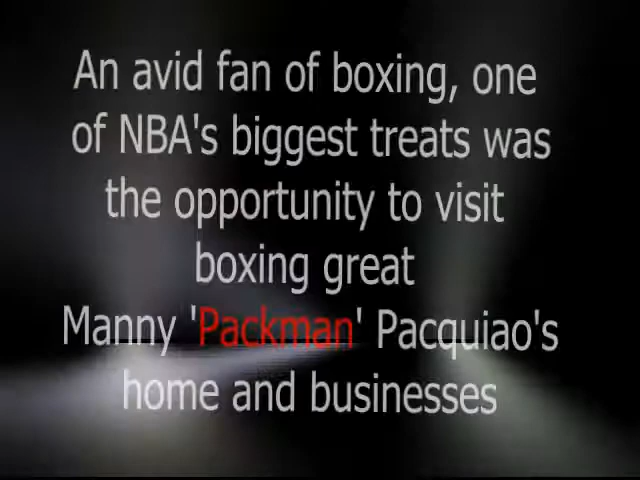 An avid fan of boxing, one
of NBA's biggest treats was
the opportunity to visit
boxing great
Manny 'Packman' Pacquiao's
home and businesses